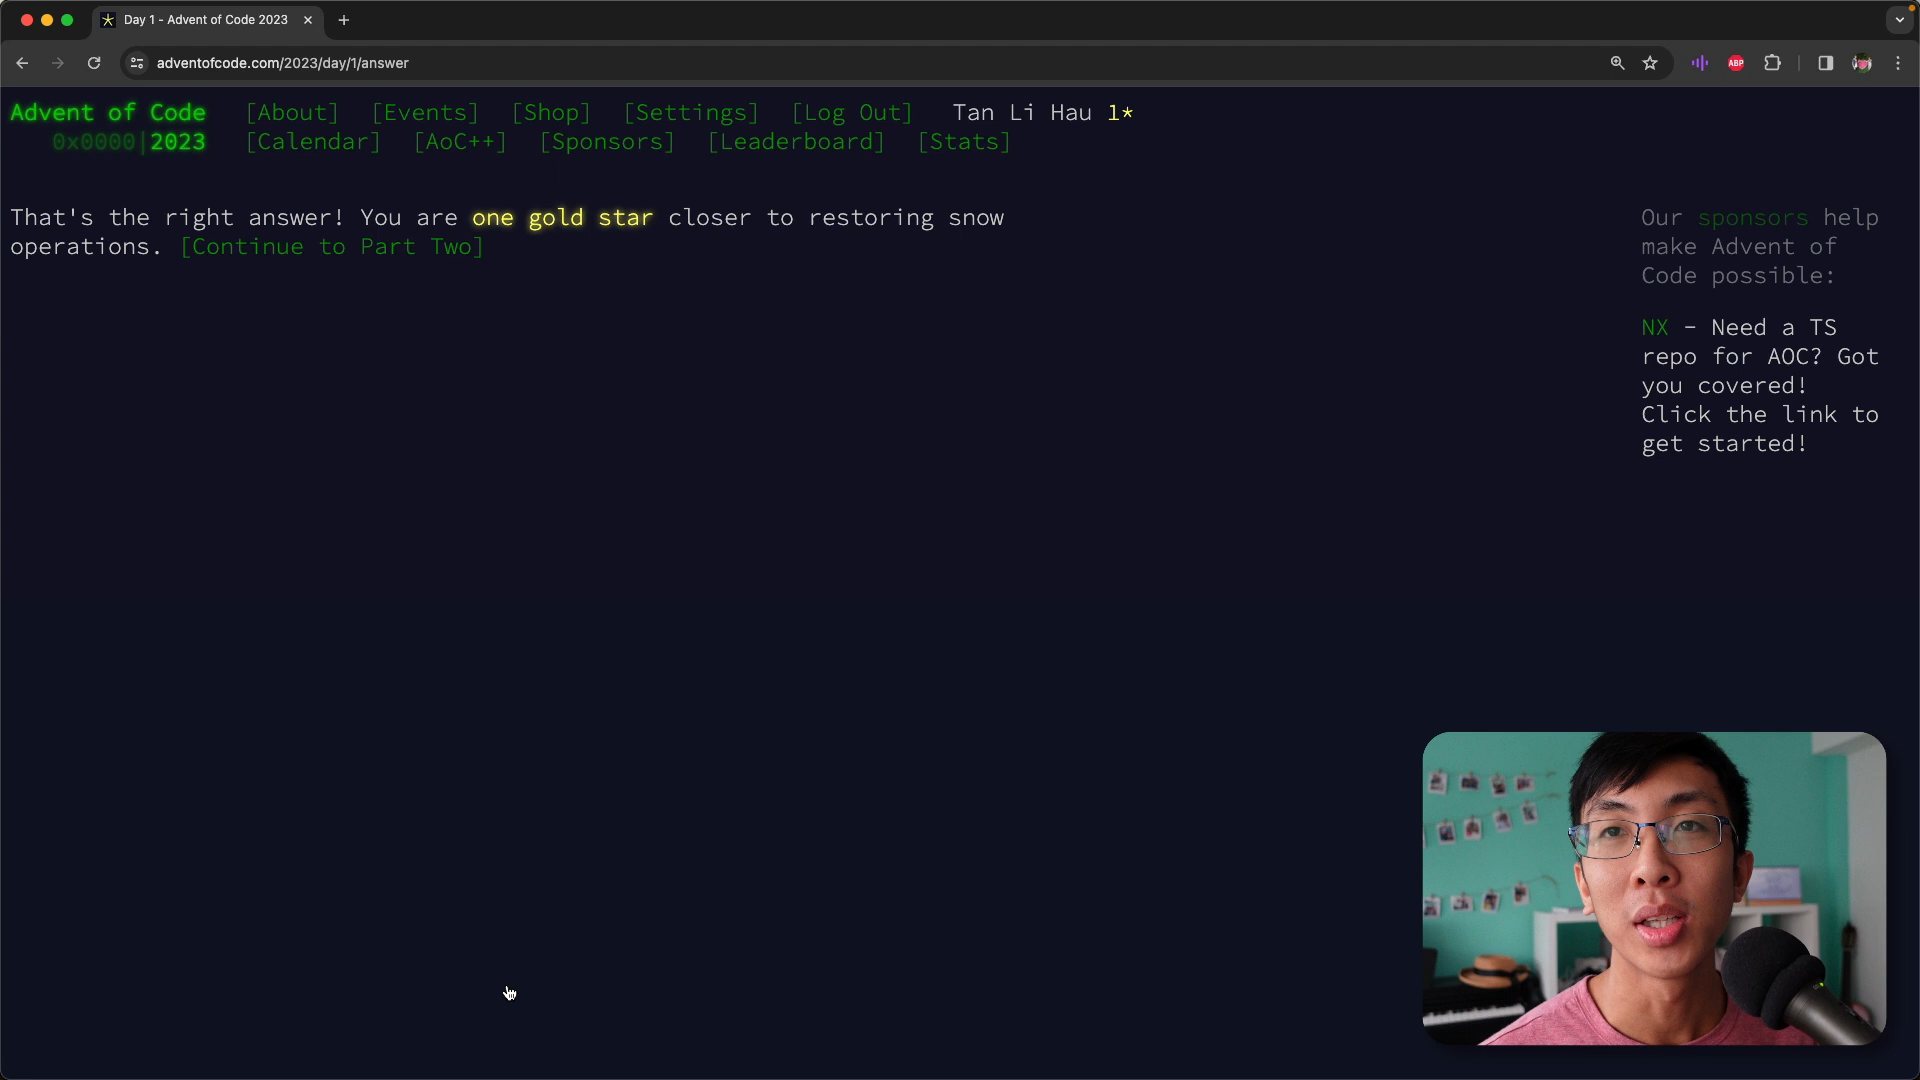 Day 1 - Advent of Code 2023
adventofcode.com/2023/day/1/answer
ABP
Advent of Code [About] [Events] [Shop] [Settings] [Log Out] Tan Li Hau 1*
0x0000|2023 [Calendar] [AoC++] [Sponsors] [Leaderboard] [Stats]
That's the right answer! You are one gold star closer to restoring snow
operations. [Continue to Part Two]
Our sponsors help
make Advent of
Code possible:
NX - Need a TS
repo for AOC? Got
you covered!
Click the link to
get started!